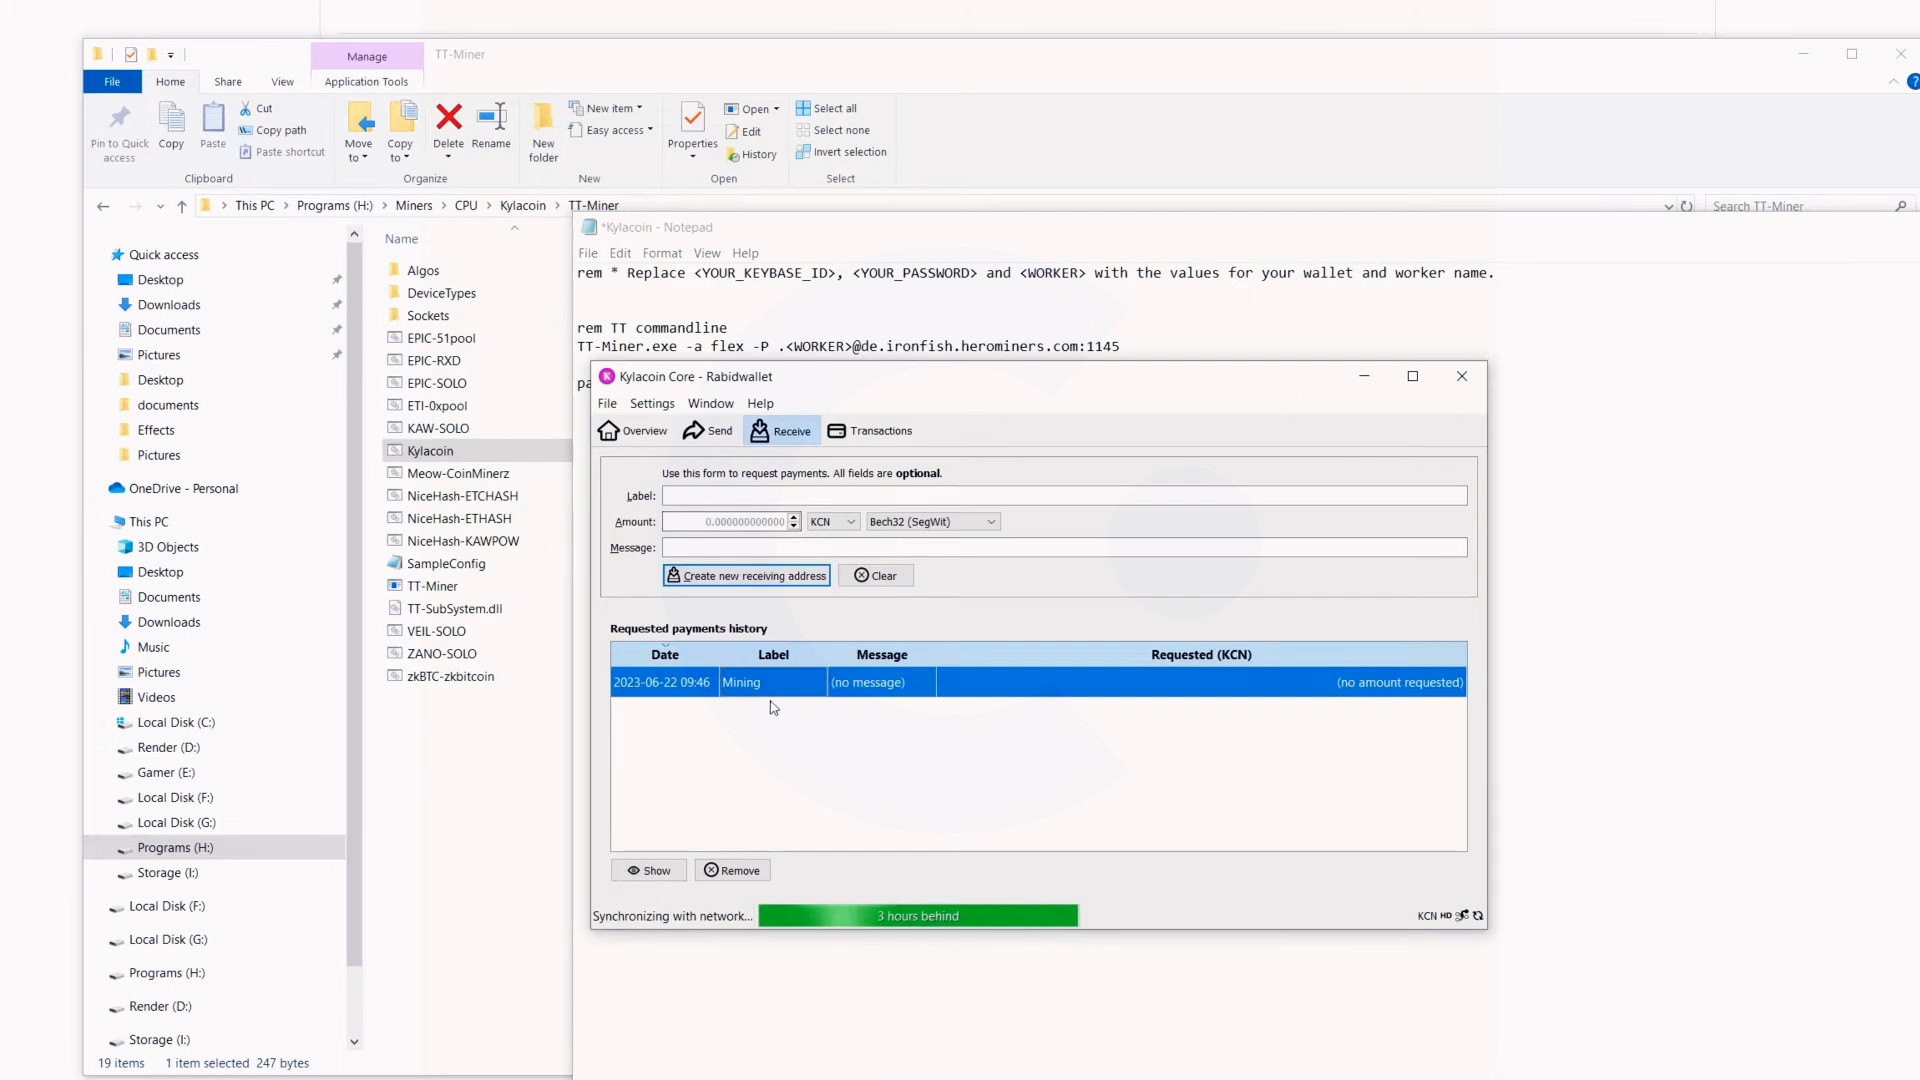 Manage
TT-Miner
File
Home
Share
View
Application Tools
Pin to Quick access
Copy
Paste
Cut
Copy path
Paste shortcut
Clipboard
Move to
Copy to
Delete
Rename
Organize
New folder
New item
Easy access
New
Properties
Open
Edit
History
Open
Select all
Select none
Invert selection
Select
This PC > Programs (H:) > Miners > CPU > Kylacoin > TT-Miner
Search TT-Miner
Quick access
Desktop
Downloads
Documents
Pictures
Desktop
documents
Effects
Pictures
OneDrive - Personal
This PC
3D Objects
Desktop
Documents
Downloads
Music
Pictures
Videos
Local Disk (C:)
Render (D:)
Gamer (E:)
Local Disk (F:)
Local Disk (G:)
Programs (H:)
Storage (I:)
Local Disk (F:)
Local Disk (G:)
Programs (H:)
Render (D:)
Storage (I:)
19 items
1 item selected 247 bytes
Name
Algos
DeviceTypes
Sockets
EPIC-51pool
EPIC-RXD
EPIC-SOLO
ETI-0xpool
KAW-SOLO
Kylacoin
Meow-CoinMinerz
NiceHash-ETCHASH
NiceHash-ETHASH
NiceHash-KAWPOW
SampleConfig
TT-Miner
TT-SubSystem.dll
VEIL-SOLO
ZANO-SOLO
zkBTC-zkbitcoin
*Kylacoin - Notepad
File Edit Format View Help
rem * Replace <YOUR_KEYBASE_ID>, <YOUR_PASSWORD> and <WORKER> with the values for your wallet and worker name.
rem TT commandline
TT-Miner.exe -a flex -P .<WORKER>@de.ironfish.herominers.com:1145
pa
Kylacoin Core - Rabidwallet
File Settings Window Help
Overview
Send
Receive
Transactions
Use this form to request payments. All fields are optional.
Label:
Amount:
0.000000000000
KCN
Bech32 (SegWit)
Message:
Create new receiving address
Clear
Requested payments history
Date Label Message Requested (KCN)
2023-06-22 09:46 Mining (no message) (no amount requested)
Show
Remove
Synchronizing with network...
3 hours behind
KCN HD